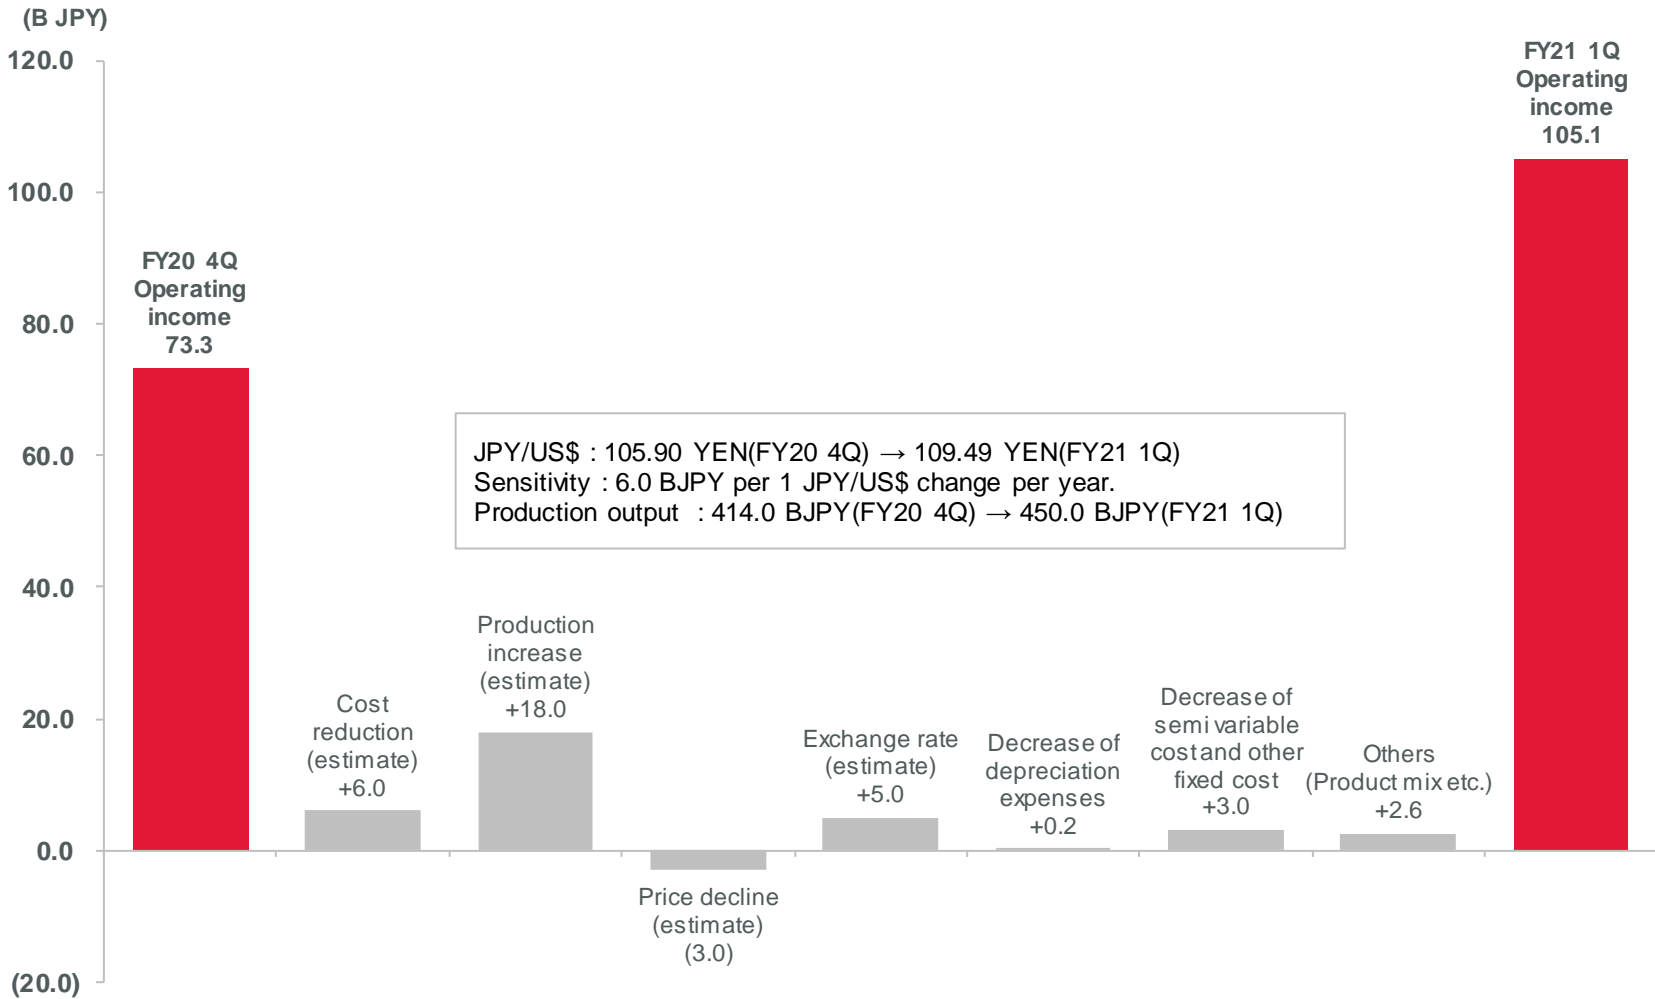 (B JPY)
120.0
100.0
80.0
60.0
40.0
20.0
0.0
(20.0)
FY20 4Q
Operating
income
73.3
Cost
reduction
(estimate)
+6.0
Production
increase
(estimate)
+18.0
Price decline
(estimate)
(3.0)
Exchange rate
(estimate)
+5.0
Decrease of
depreciation
expenses
+0.2
Decrease of
semi variable
cost and other
fixed cost
+3.0
Others
(Product mix etc.)
+2.6
FY21 1Q
Operating
income
105.1
JPY/US$ : 105.90 YEN(FY20 4Q) → 109.49 YEN(FY21 1Q)
Sensitivity : 6.0 BJPY per 1 JPY/US$ change per year.
Production output : 414.0 BJPY(FY20 4Q) → 450.0 BJPY(FY21 1Q)